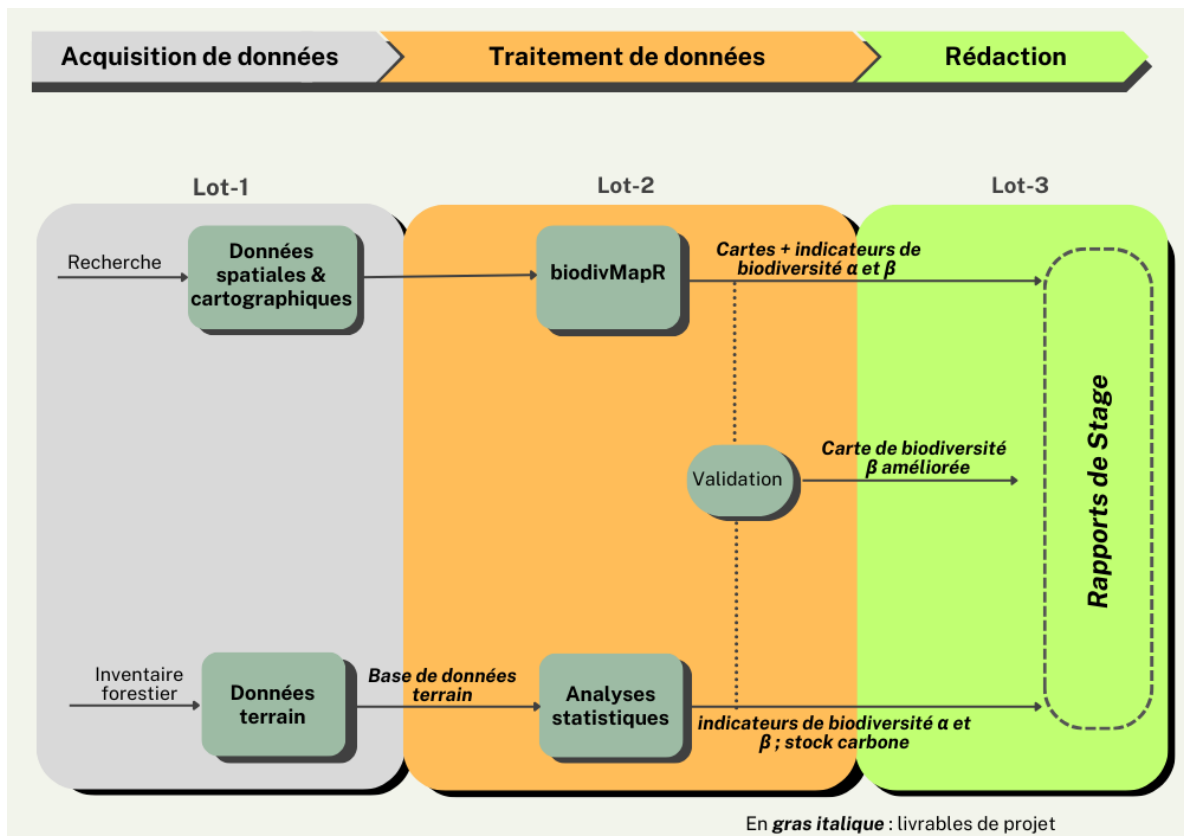 Acquisition de données
Traitement de données
Rédaction
Lot-1
Lot-2
Lot-3
Recherche
Données
spatiales &
cartographiques
biodivMapR
Cartes + indicateurs de
biodiversité α et β
Validation
Carte de biodiversité
β améliorée
Rapports de Stage
Inventaire
forestier
Données
terrain
Base de données
terrain
Analyses
statistiques
indicateurs de biodiversité α et
β ; stock carbone
En gras italique : livrables de projet